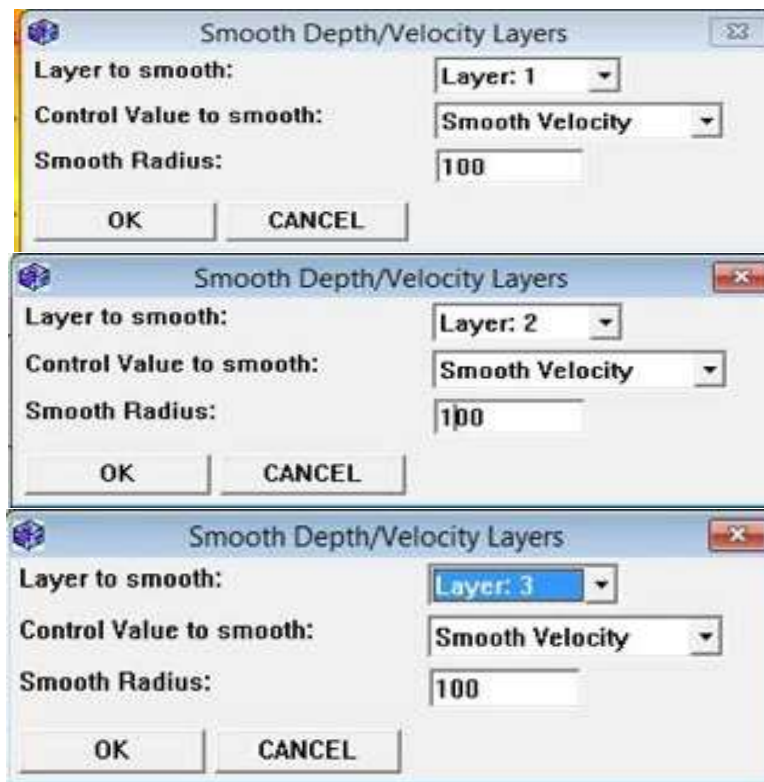 Smooth Depth/Velocity Layers
Layer to smooth: Layer: 1
Control Value to smooth: Smooth Velocity
Smooth Radius: 100
OK CANCEL
Smooth Depth/Velocity Layers
Layer to smooth: Layer: 2
Control Value to smooth: Smooth Velocity
Smooth Radius: 100
OK CANCEL
Smooth Depth/Velocity Layers
Layer to smooth: Layer: 3
Control Value to smooth: Smooth Velocity
Smooth Radius: 100
OK CANCEL